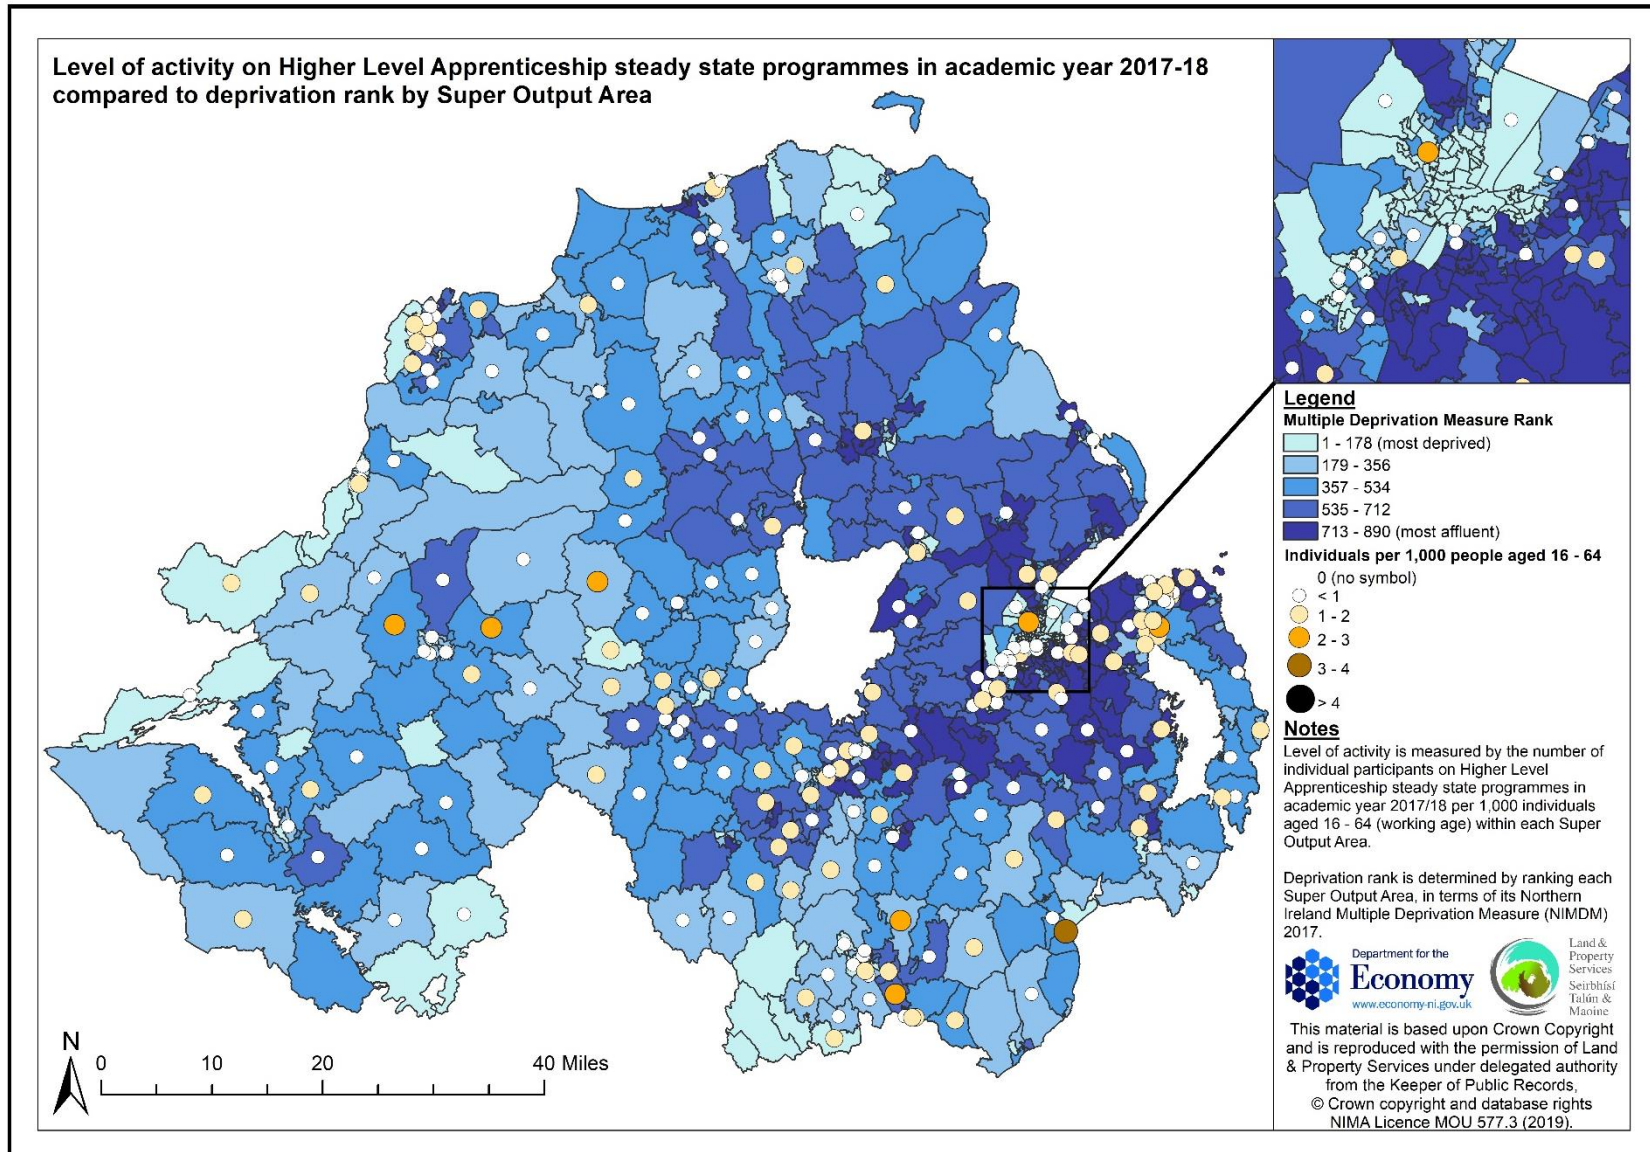 Level of activity on Higher Level Apprenticeship steady state programmes in academic year 2017-18
compared to deprivation rank by Super Output Area
Legend
Multiple Deprivation Measure Rank
1 - 178 (most deprived)
179 - 356
357 - 534
535 - 712
713 - 890 (most affluent)
Individuals per 1,000 people aged 16 - 64
0 (no symbol)
< 1
1 - 2
2 - 3
3 - 4
> 4
Notes
Level of activity is measured by the number of
individual participants on Higher Level
Apprenticeship steady state programmes in
academic year 2017/18 per 1,000 individuals
aged 16 - 64 (working age) within each Super
Output Area.
Deprivation rank is determined by ranking each
Super Output Area, in terms of its Northern
Ireland Multiple Deprivation Measure (NIMDM)
2017.
Department for the
Economy
www.economy-ni.gov.uk
Land &
Property
Services
Seirbhísí
Talún &
Maoine
This material is based upon Crown Copyright
and is reproduced with the permission of Land
& Property Services under delegated authority
from the Keeper of Public Records,
© Crown copyright and database rights
NIMA Licence MOU 577.3 (2019).
N
0 10 20 40 Miles